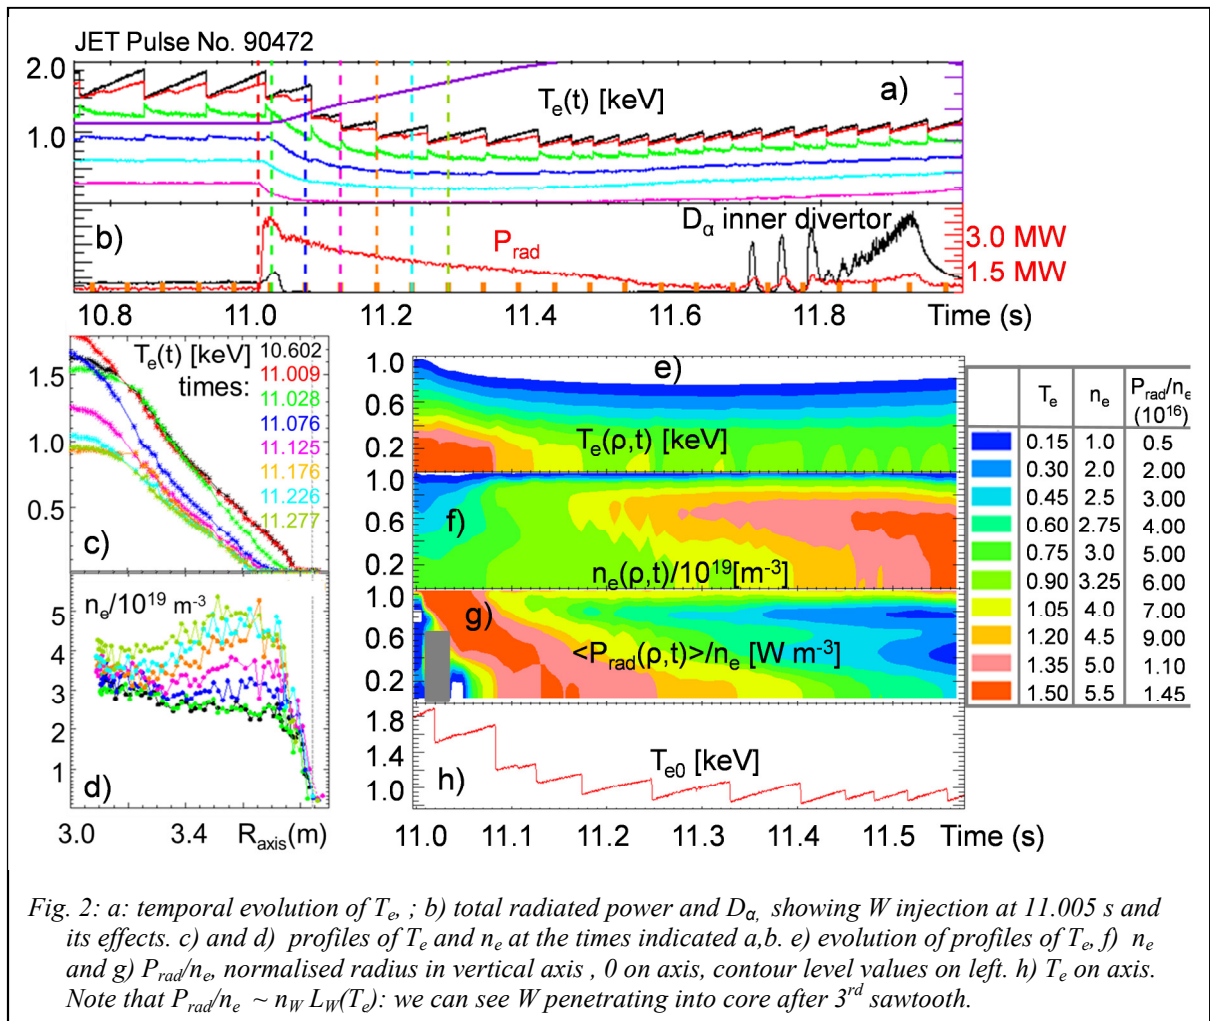 JET Pulse No. 90472
2.0
1.0
Te(t) [keV]
a)
b)
Prad
Dα inner divertor
3.0 MW
1.5 MW
10.8 11.0 11.2 11.4 11.6 11.8 Time (s)
Te(t) [keV]
times:
10.602
11.009
11.028
11.076
11.125
11.176
11.226
11.277
1.5
1.0
0.5
c)
ne/10^19 m^-3
5
4
3
2
1
d)
3.0 3.4 Raxis(m)
1.0
0.6
0.2
e)
Te(ρ,t) [keV]
1.0
0.6
0.2
f)
ne(ρ,t)/10^19[m^-3]
1.0
0.6
0.2
g)
<Prad(ρ,t)>/ne [W m^-3]
1.8
1.4
1.0
h)
Te0 [keV]
11.0 11.1 11.2 11.3 11.4 11.5 Time (s)
Te ne Prad/ne
(10^16)
0.15 1.0 0.5
0.30 2.0 2.00
0.45 2.5 3.00
0.60 2.75 4.00
0.75 3.0 5.00
0.90 3.25 6.00
1.05 4.0 7.00
1.20 4.5 9.00
1.35 5.0 1.10
1.50 5.5 1.45
Fig. 2: a: temporal evolution of Te, ; b) total radiated power and Dα, showing W injection at 11.005 s and
its effects. c) and d) profiles of Te and ne at the times indicated a,b. e) evolution of profiles of Te, f) ne
and g) Prad/ne, normalised radius in vertical axis , 0 on axis, contour level values on left. h) Te on axis.
Note that Prad/ne ~ nW LW(Te): we can see W penetrating into core after 3rd sawtooth.